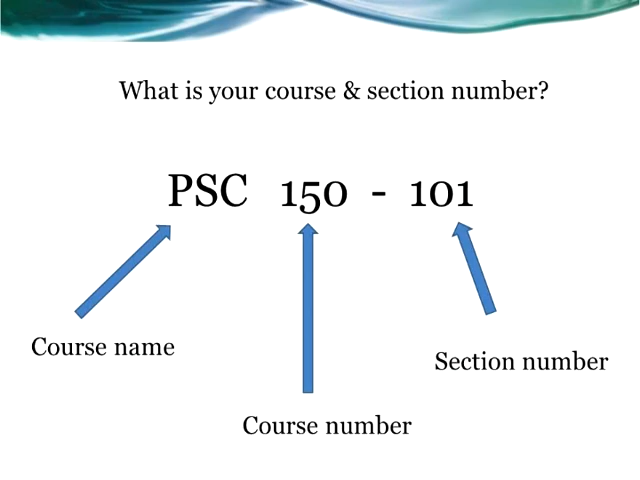 What is your course & section number?
PSC 150 - 101
Course name
Section number
Course number